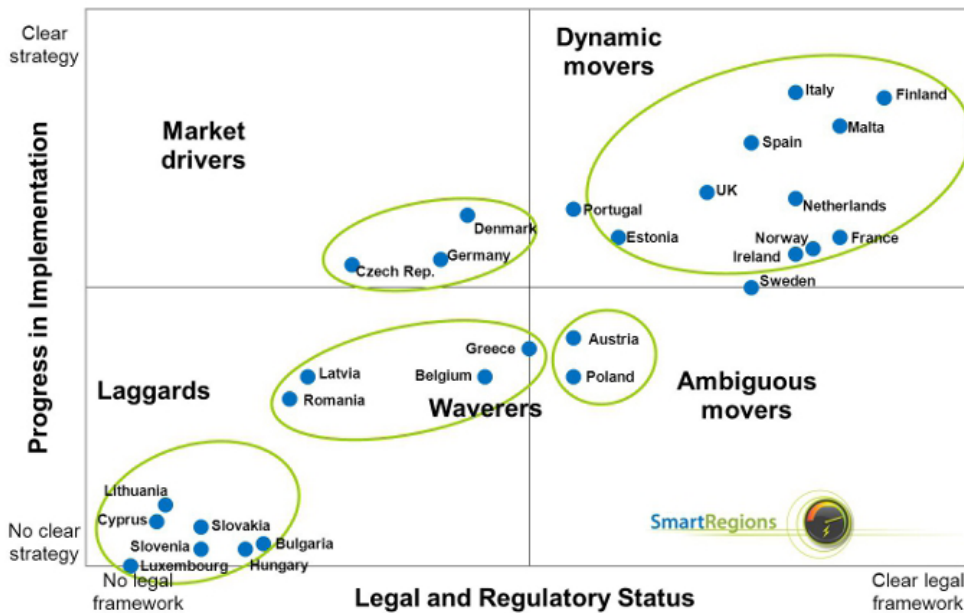 Clear
strategy
Dynamic
movers
Italy
Finland
Malta
Market
drivers
Spain
UK
Netherlands
Portugal
Denmark
Estonia
Norway
France
Germany
Ireland
Czech Rep.
Sweden
Progress in Implementation
Austria
Greece
Latvia
Belgium
Poland
Laggards
Romania
Waverers
Ambiguous
movers
Lithuania
Cyprus
Slovakia
SmartRegions
No clear
strategy
Slovenia
Bulgaria
Luxembourg
Hungary
No legal
framework
Legal and Regulatory Status
Clear legal
framework